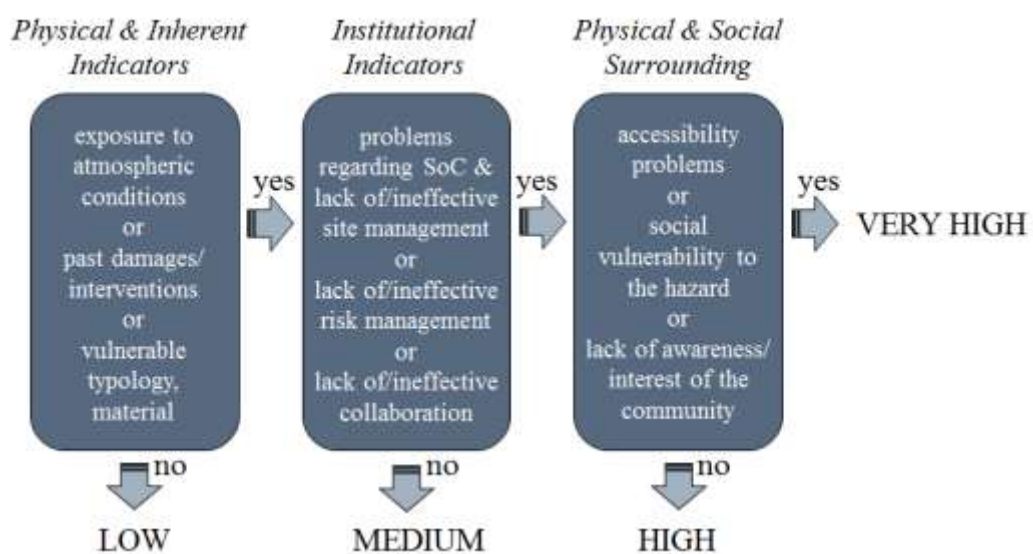 Physical & Inherent
Indicators
exposure to
atmospheric
conditions
or
past damages/
interventions
or
vulnerable
typology,
material
yes
no
LOW
Institutional
Indicators
problems
regarding SoC &
lack of/ineffective
site management
or
lack of/ineffective
risk management
or
lack of/ineffective
collaboration
yes
no
MEDIUM
Physical & Social
Surrounding
accessibility
problems
or
social
vulnerability to
the hazard
or
lack of awareness/
interest of the
community
yes
no
HIGH
VERY HIGH